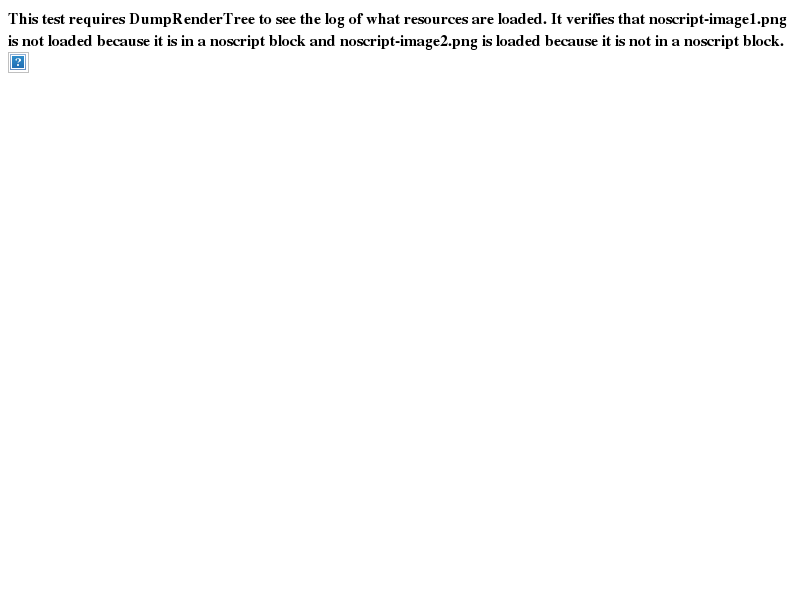 This test requires DumpRenderTree to see the log of what resources are loaded. It verifies that noscript-image1.png
is not loaded because it is in a noscript block and noscript-image2.png is loaded because it is not in a noscript block.
?